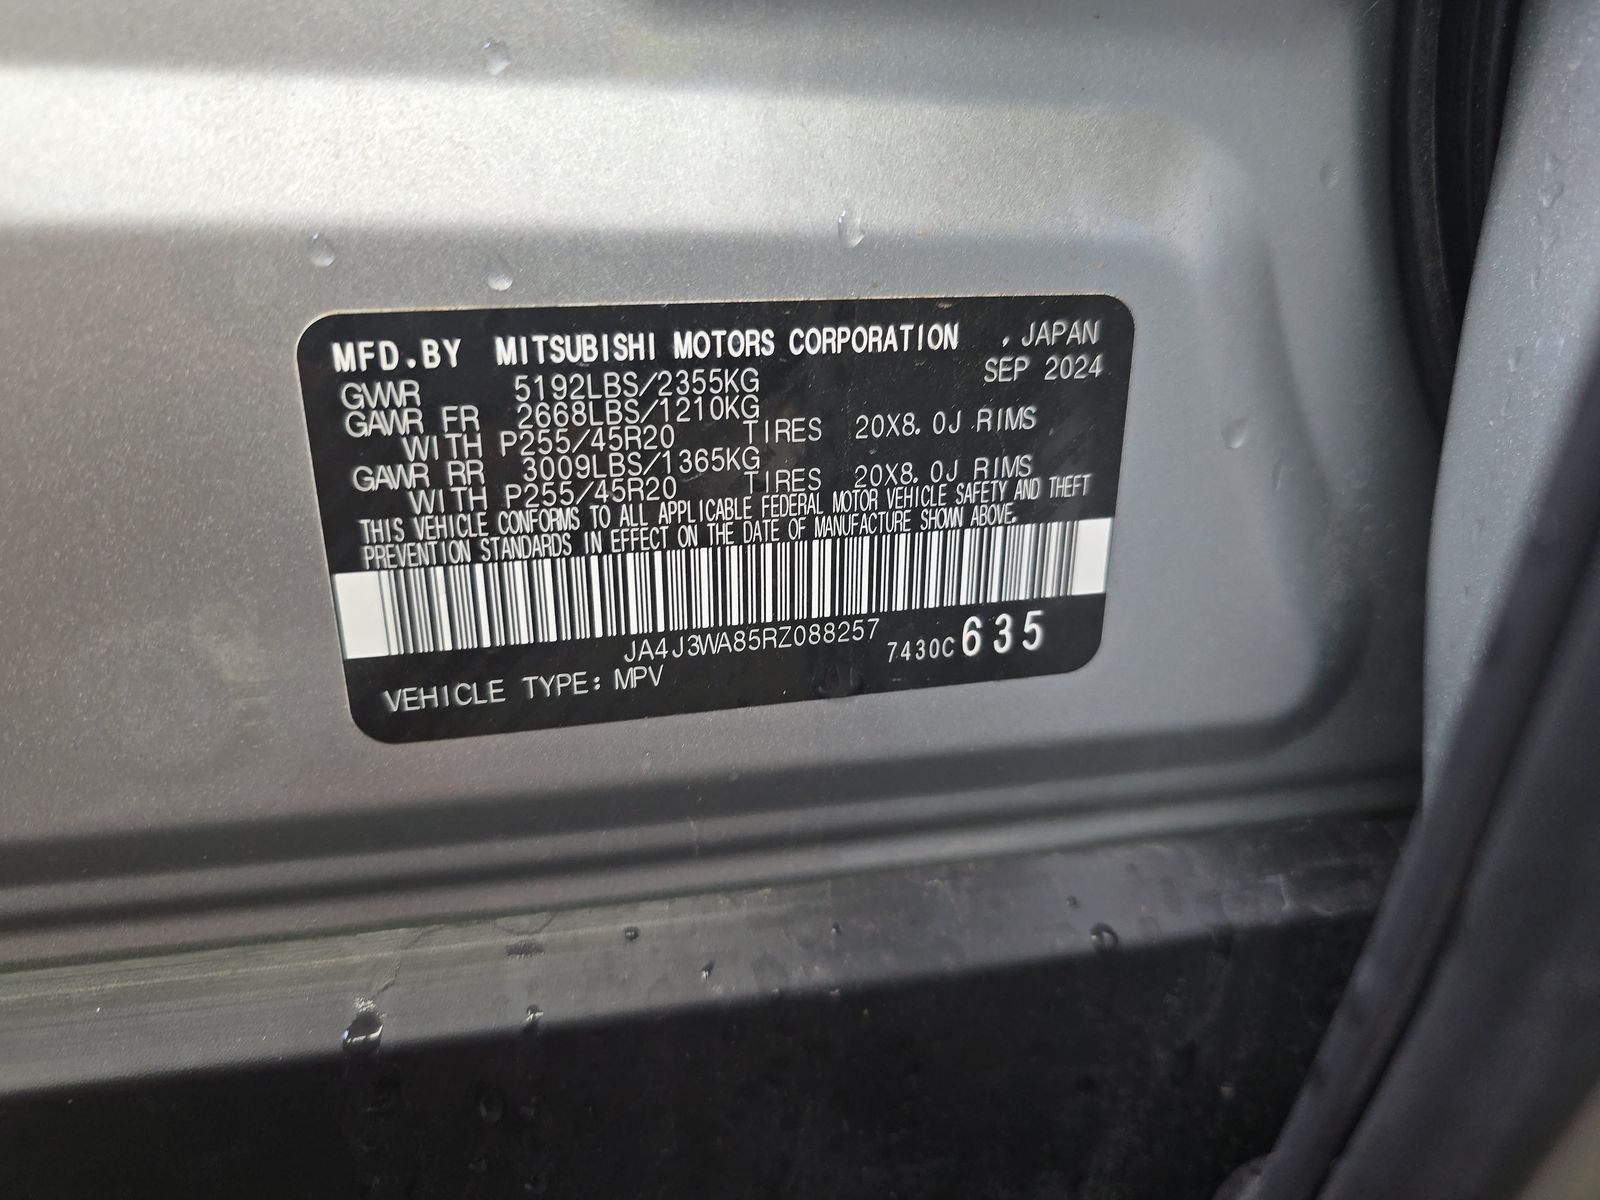 MFD.BY MITSUBISHI MOTORS CORPORATION , JAPAN
SEP 2024
GVWR 5192LBS/2355KG
GAWR FR 2668LBS/1210KG
WITH P255/45R20 TIRES 20X8.0J RIMS
GAWR RR 3009LBS/1365KG
WITH P255/45R20 TIRES 20X8.0J RIMS
THIS VEHICLE CONFORMS TO ALL APPLICABLE FEDERAL MOTOR VEHICLE SAFETY AND THEFT
PREVENTION STANDARDS IN EFFECT ON THE DATE OF MANUFACTURE SHOWN ABOVE.
JA4J3WA85RZ088257
7430C 635
VEHICLE TYPE: MPV